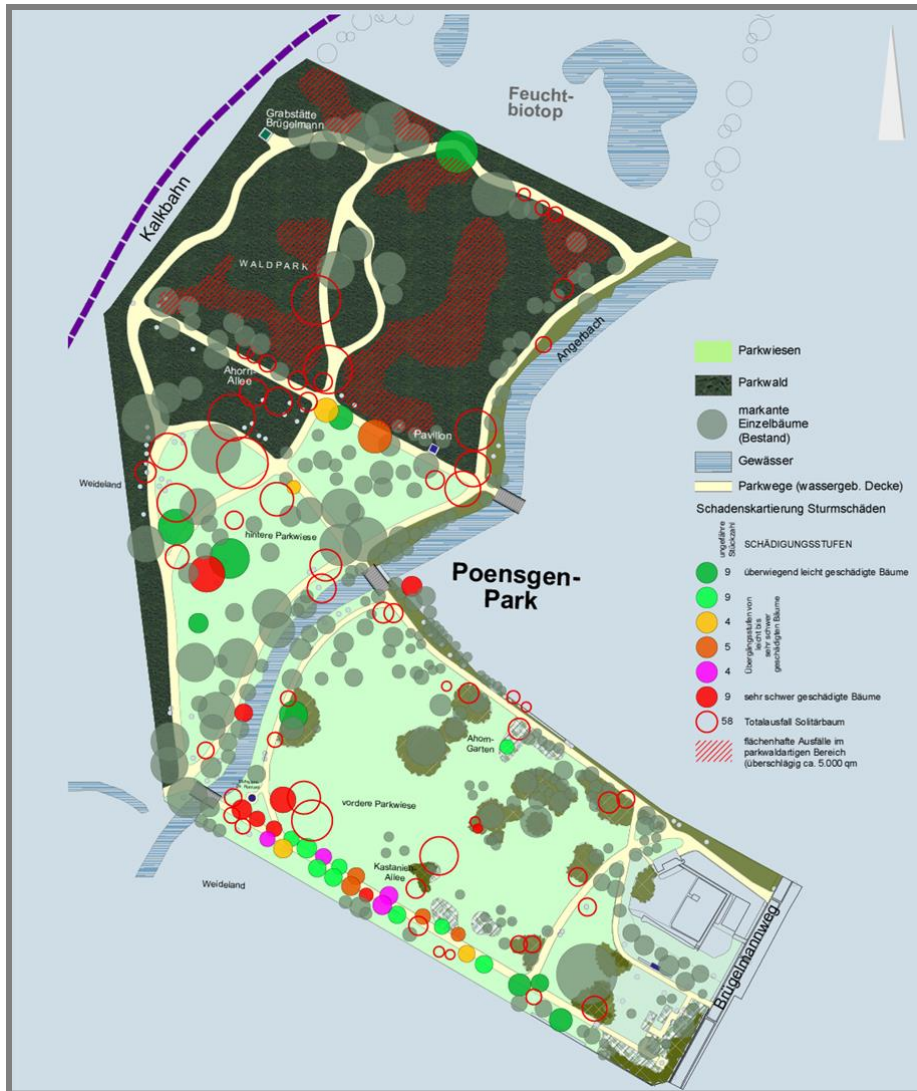 Feucht-
biotop
Grabstätte
Brügelmann
Kalkbahn
WALDPARK
Angerbach
Ahorn-
Allee
Pavillon
Weideland
hintere Parkwiese
Poensgen-
Park
Ahorn-
Garten
vordere Parkwiese
Kastanien-
Allee
Weideland
Brügelmannweg
Parkwiesen
Parkwald
markante
Einzelbäume
(Bestand)
Gewässer
Parkwege (wassergeb. Decke)
Schadenskartierung Sturmschäden
ungefähre
Stückzahl
SCHÄDIGUNGSSTUFEN
9 überwiegend leicht geschädigte Bäume
9
4
5
4
Übergangsstufen von
leicht bis
sehr schwer
geschädigten Bäume
9 sehr schwer geschädigte Bäume
58 Totalausfall Solitärbaum
flächenhafte Ausfälle im
parkwaldartigen Bereich
(überschlägig ca. 5.000 qm)